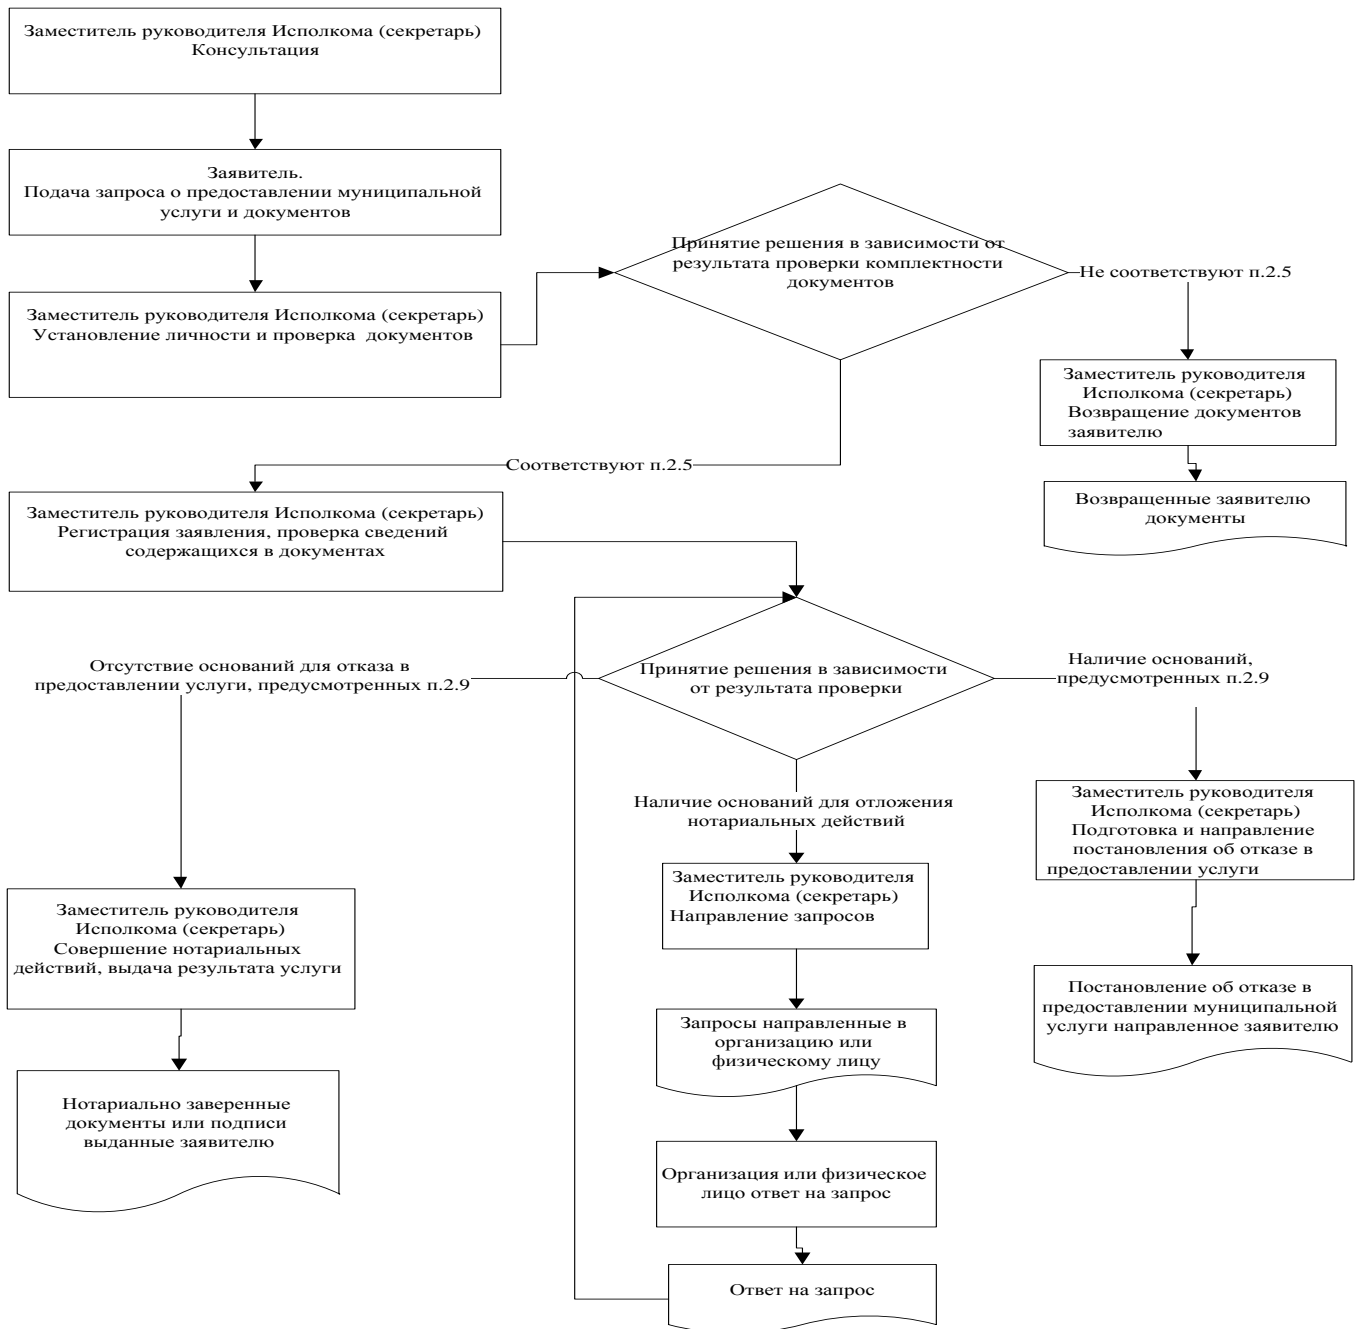 Заместитель руководителя Исполкома (секретарь)
Консультация
Заявитель.
Подача запроса о предоставлении муниципальной
услуги и документов
Заместитель руководителя Исполкома (секретарь)
Установление личности и проверка документов
Принятие решения в зависимости от
результата проверки комплектности
документов
Не соответствуют п.2.5
Заместитель руководителя
Исполкома (секретарь)
Возвращение документов
заявителю
Возвращенные заявителю
документы
Соответствуют п.2.5
Заместитель руководителя Исполкома (секретарь)
Регистрация заявления, проверка сведений
содержащихся в документах
Принятие решения в зависимости
от результата проверки
Отсутствие оснований для отказа в
предоставлении услуги, предусмотренных п.2.9
Наличие оснований,
предусмотренных п.2.9
Наличие оснований для отложения
нотариальных действий
Заместитель руководителя
Исполкома (секретарь)
Совершение нотариальных
действий, выдача результата услуги
Нотариально заверенные
документы или подписи
выданные заявителю
Заместитель руководителя
Исполкома (секретарь)
Направление запросов
Запросы направленные в
организацию или
физическому лицу
Организация или физическое
лицо ответ на запрос
Ответ на запрос
Заместитель руководителя
Исполкома (секретарь)
Подготовка и направление
постановления об отказе в
предоставлении услуги
Постановление об отказе в
предоставлении муниципальной
услуги направленное заявителю